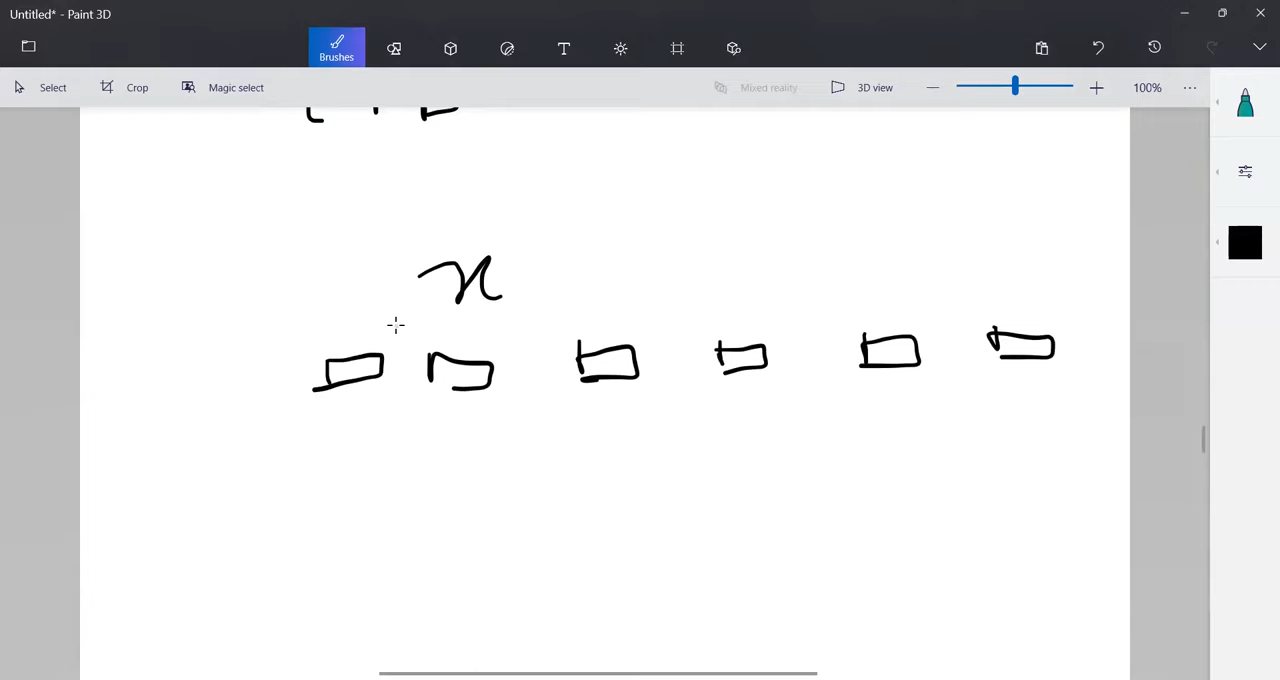 Untitled* - Paint 3D
Brushes
Select Crop Magic select Mixed reality 3D view 100%
x